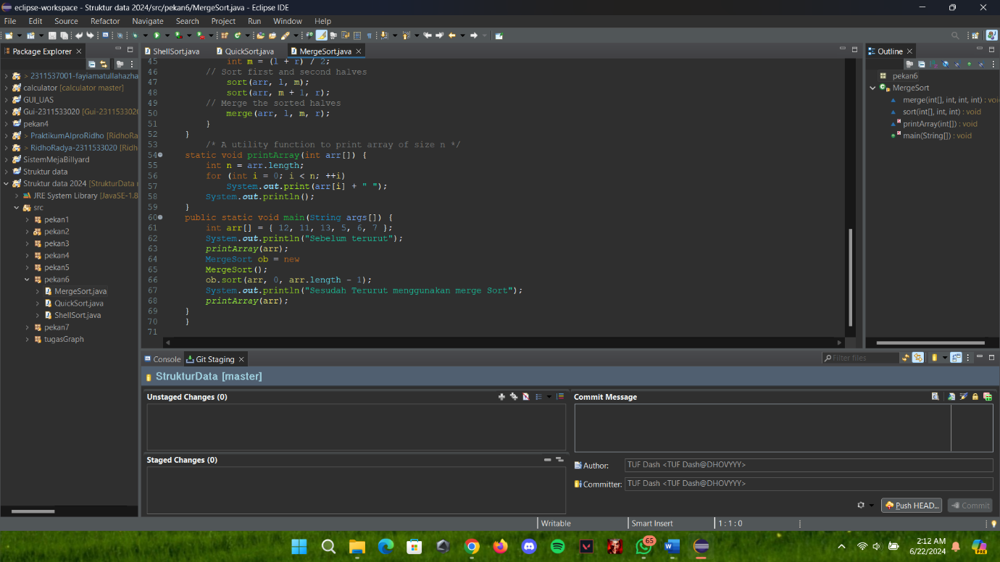 eclipse-workspace - Struktur data 2024/src/pekan6/MergeSort.java - Eclipse IDE
File Edit Source Refactor Navigate Search Project Run Window Help
Package Explorer
> 2311537001-fayiamatullahazha
calculator [calculator master]
GUI_UAS
Gui-2311533020 [Gui-2311533020
pekan4
> PraktikumAlproRidho [RidhoRa
> RidhoRadya-2311533020 [Ridh
SistemMejaBillyard
Struktur data
Struktur data 2024 [StrukturData
JRE System Library [JavaSE-1.8
src
pekan1
pekan2
pekan3
pekan4
pekan5
pekan6
MergeSort.java
QuickSort.java
ShellSort.java
pekan7
tugasGraph
ShellSort.java QuickSort.java MergeSort.java
45 int m = (l + r) / 2;
46 // Sort first and second halves
47 sort(arr, l, m);
48 sort(arr, m + 1, r);
49 // Merge the sorted halves
50 merge(arr, l, m, r);
51 }
52 }
53 /* A utility function to print array of size n */
54 static void printArray(int arr[]) {
55 int n = arr.length;
56 for (int i = 0; i < n; ++i)
57 System.out.print(arr[i] + " ");
58 System.out.println();
59 }
60 public static void main(String args[]) {
61 int arr[] = { 12, 11, 13, 5, 6, 7 };
62 System.out.println("Sebelum terurut");
63 printArray(arr);
64 MergeSort ob = new
65 MergeSort();
66 ob.sort(arr, 0, arr.length - 1);
67 System.out.println("Sesudah Terurut menggunakan merge Sort");
68 printArray(arr);
69 }
70 }
71
Outline
pekan6
MergeSort
merge(int[], int, int, int) : voi
sort(int[], int, int) : void
printArray(int[]) : void
main(String[]) : void
Console Git Staging
Filter files
StrukturData [master]
Unstaged Changes (0)
Staged Changes (0)
Commit Message
Author: TUF Dash <TUF Dash@DHOVYYY>
Committer: TUF Dash <TUF Dash@DHOVYYY>
Push HEAD... Commit
Writable Smart Insert 1 : 1 : 0
65
2:12 AM
6/22/2024
PRE